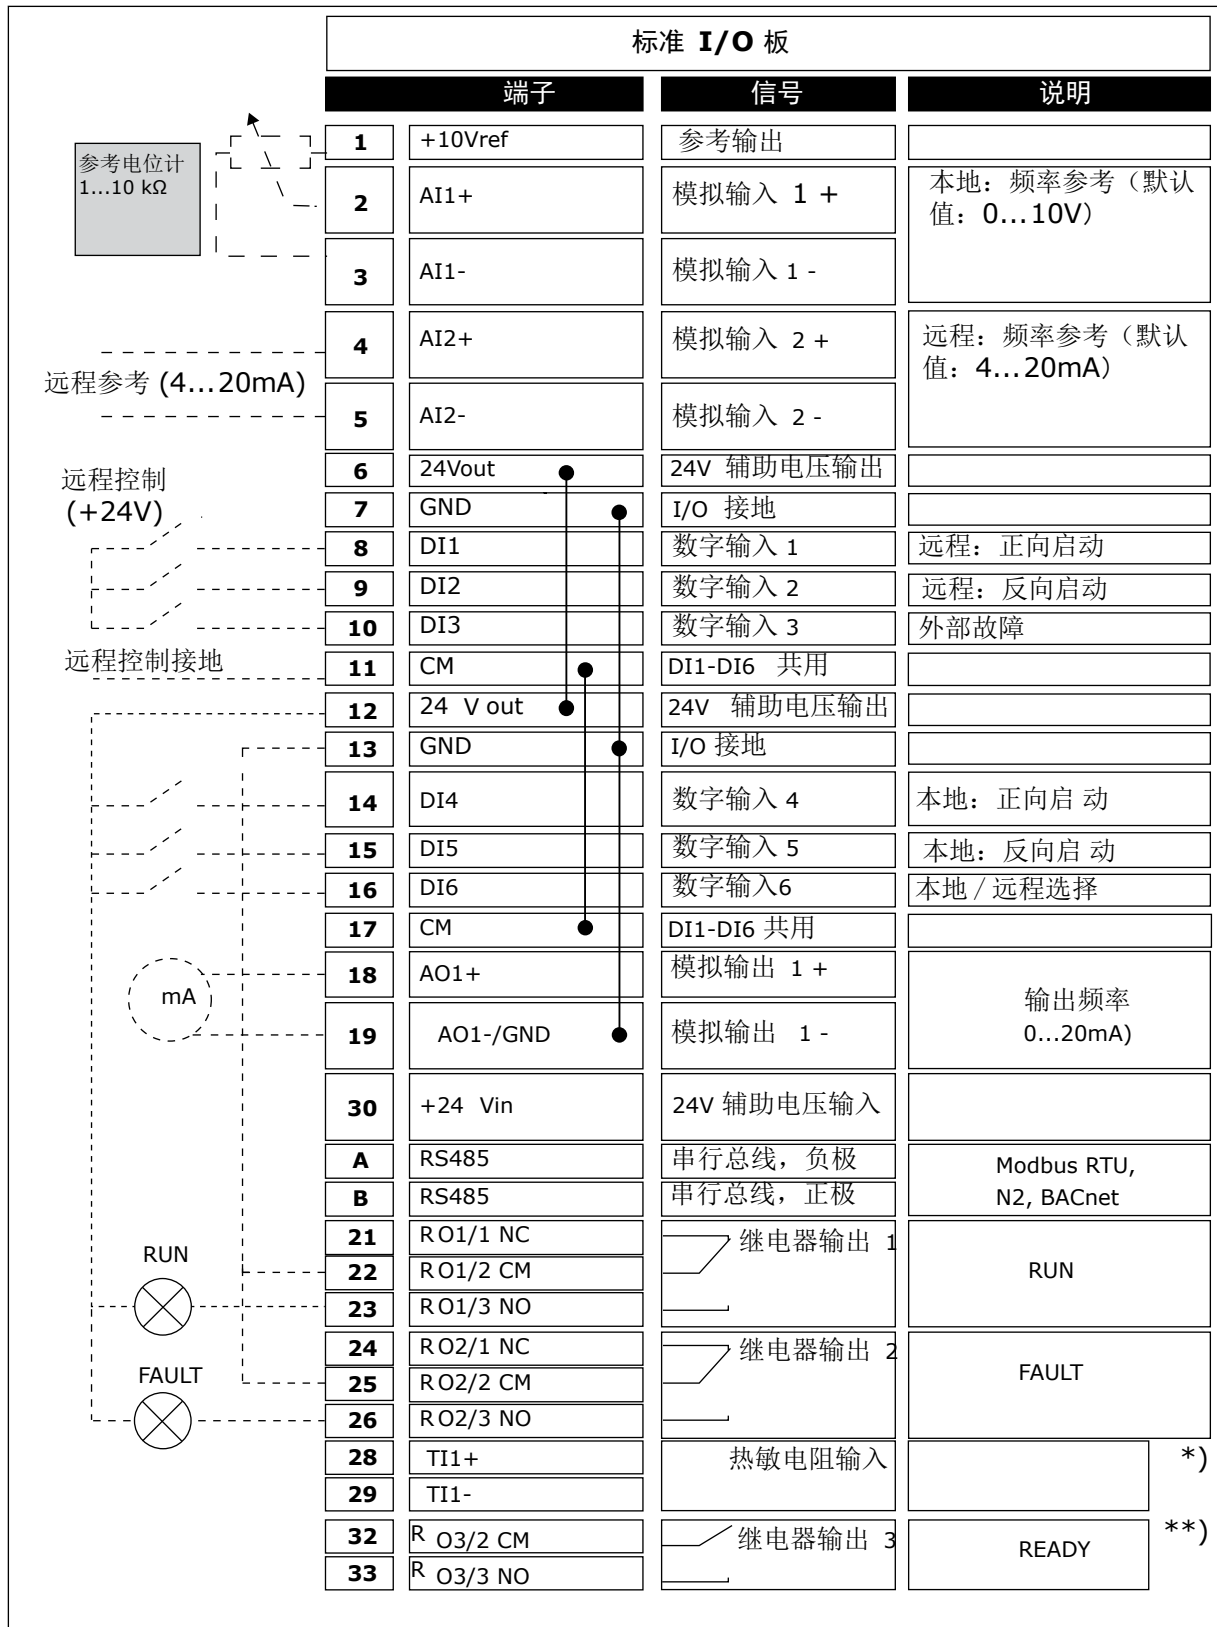 标准 I/O 板
端子 信号 说明
参考电位计
1...10 kΩ
1 +10Vref 参考输出
2 AI1+ 模拟输入 1 + 本地：频率参考（默认
值：0...10V）
3 AI1- 模拟输入 1 -
4 AI2+ 模拟输入 2 + 远程：频率参考（默认
值：4...20mA）
远程参考 (4...20mA)
5 AI2- 模拟输入 2 -
6 24Vout 24V 辅助电压输出
远程控制
(+24V)
7 GND I/O 接地
8 DI1 数字输入 1 远程：正向启动
9 DI2 数字输入 2 远程：反向启动
10 DI3 数字输入 3 外部故障
远程控制接地
11 CM DI1-DI6 共用
12 24 V out 24V 辅助电压输出
13 GND I/O 接地
14 DI4 数字输入 4 本地：正向启 动
15 DI5 数字输入 5 本地：反向启 动
16 DI6 数字输入6 本地 / 远程选择
17 CM DI1-DI6 共用
18 AO1+ 模拟输出 1 + 输出频率
0...20mA)
mA
19 AO1-/GND 模拟输出 1 -
30 +24 Vin 24V 辅助电压输入
A RS485 串行总线，负极 Modbus RTU,
B RS485 串行总线，正极 N2, BACnet
21 RO1/1 NC 继电器输出 1
RUN
22 RO1/2 CM RUN
23 RO1/3 NO
24 RO2/1 NC 继电器输出 2
FAULT
25 RO2/2 CM FAULT
26 RO2/3 NO
28 TI1+ 热敏电阻输入 *)
29 TI1-
32 R O3/2 CM 继电器输出 3 READY **)
33 R O3/3 NO